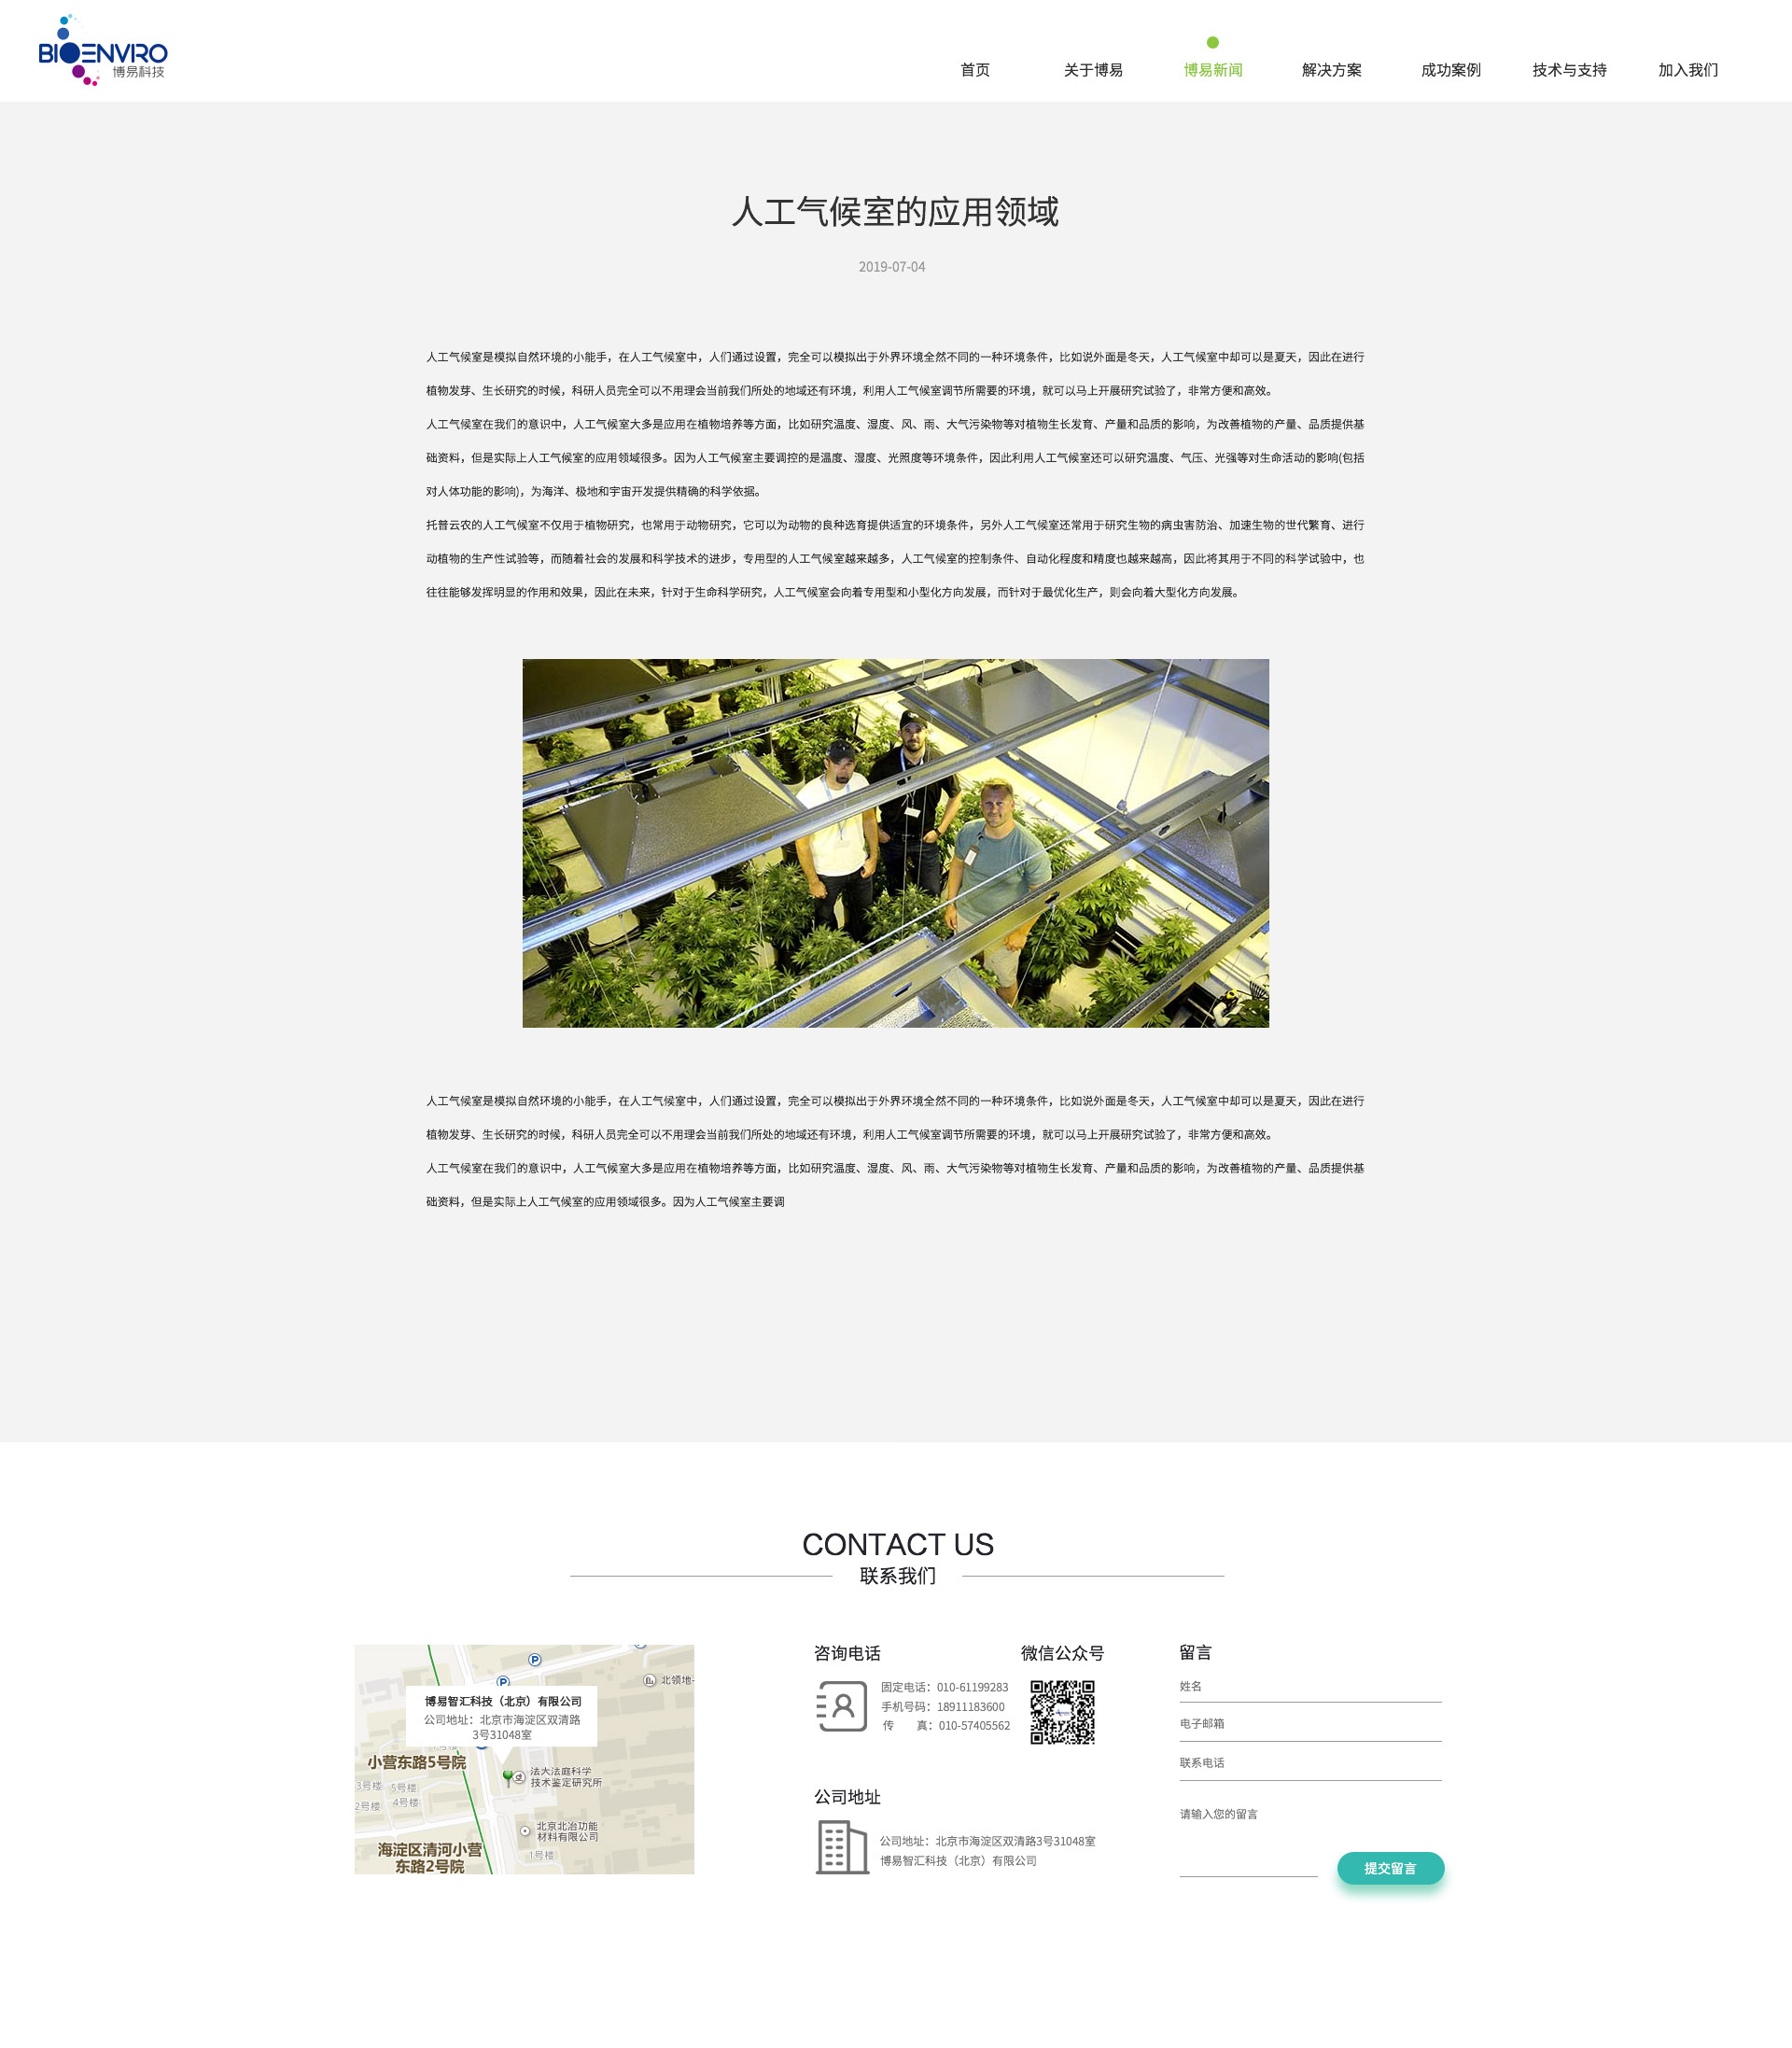 BIOENVIRO
博易科技
首页
关于博易
博易新闻
解决方案
成功案例
技术与支持
加入我们
人工气候室的应用领域
2019-07-04
人工气候室是模拟自然环境的小能手，在人工气候室中，人们通过设置，完全可以模拟出于外界环境全然不同的一种环境条件，比如说外面是冬天，人工气候室中却可以是夏天，因此在进行
植物发芽、生长研究的时候，科研人员完全可以不用理会当前我们所处的地域还有环境，利用人工气候室调节所需要的环境，就可以马上开展研究试验了，非常方便和高效。
人工气候室在我们的意识中，人工气候室大多是应用在植物培养等方面，比如研究温度、湿度、风、雨、大气污染物等对植物生长发育、产量和品质的影响，为改善植物的产量、品质提供基
础资料，但是实际上人工气候室的应用领域很多。因为人工气候室主要调控的是温度、湿度、光照度等环境条件，因此利用人工气候室还可以研究温度、气压、光强等对生命活动的影响(包括
对人体功能的影响)，为海洋、极地和宇宙开发提供精确的科学依据。
托普云农的人工气候室不仅用于植物研究，也常用于动物研究，它可以为动物的良种选育提供适宜的环境条件，另外人工气候室还常用于研究生物的病虫害防治、加速生物的世代繁育、进行
动植物的生产性试验等，而随着社会的发展和科学技术的进步，专用型的人工气候室越来越多，人工气候室的控制条件、自动化程度和精度也越来越高，因此将其用于不同的科学试验中，也
往往能够发挥明显的作用和效果，因此在未来，针对于生命科学研究，人工气候室会向着专用型和小型化方向发展，而针对于最优化生产，则会向着大型化方向发展。
人工气候室是模拟自然环境的小能手，在人工气候室中，人们通过设置，完全可以模拟出于外界环境全然不同的一种环境条件，比如说外面是冬天，人工气候室中却可以是夏天，因此在进行
植物发芽、生长研究的时候，科研人员完全可以不用理会当前我们所处的地域还有环境，利用人工气候室调节所需要的环境，就可以马上开展研究试验了，非常方便和高效。
人工气候室在我们的意识中，人工气候室大多是应用在植物培养等方面，比如研究温度、湿度、风、雨、大气污染物等对植物生长发育、产量和品质的影响，为改善植物的产量、品质提供基
础资料，但是实际上人工气候室的应用领域很多。因为人工气候室主要调
CONTACT US
联系我们
P
P
北领地
博易智汇科技（北京）有限公司
公司地址：北京市海淀区双清路
3号31048室
小营东路5号院
法大法庭科学
技术鉴定研究所
3号楼
5号楼
2号楼
4号楼
北京北冶功能
材料有限公司
海淀区清河小营
东路2号院
1号楼
咨询电话
固定电话：010-61199283
手机号码：18911183600
传 真：010-57405562
微信公众号
公司地址
公司地址：北京市海淀区双清路3号31048室
博易智汇科技（北京）有限公司
留言
姓名
电子邮箱
联系电话
请输入您的留言
提交留言